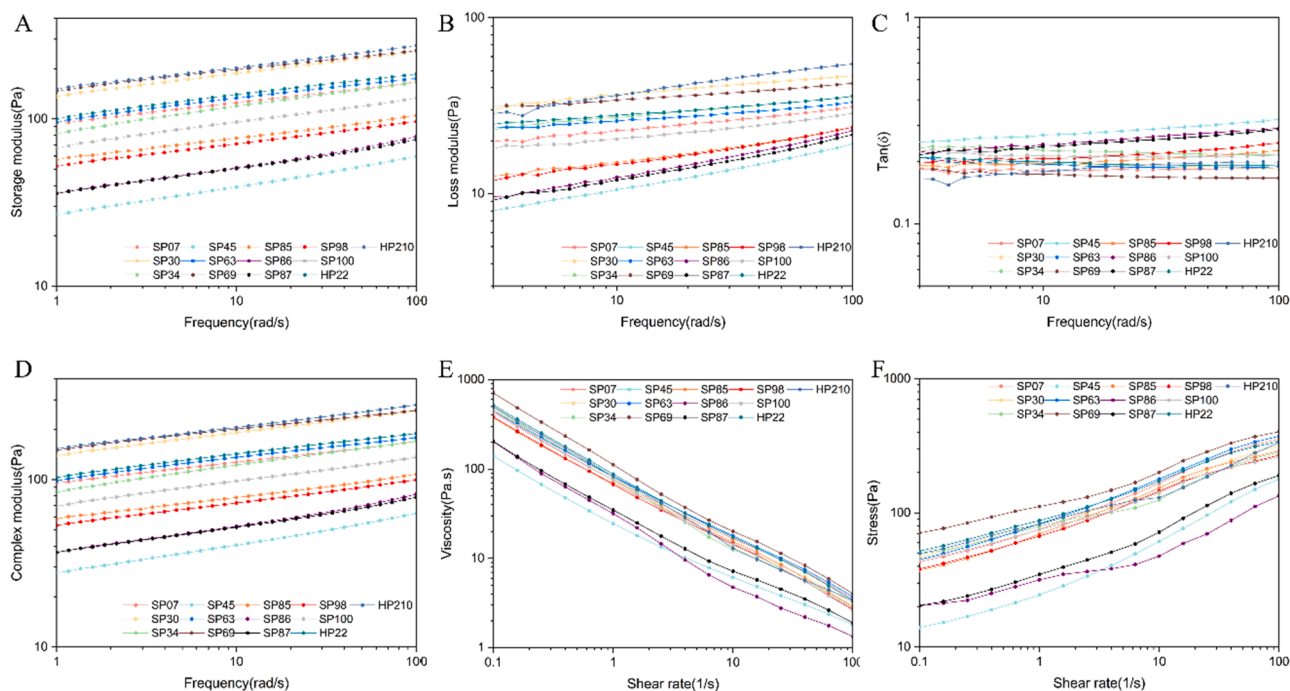 A
Storage modulus(Pa)
100
10
SP07 SP45 SP85 SP98 HP210
SP30 SP63 SP86 SP100
SP34 SP69 SP87 HP22
1 10 100
Frequency(rad/s)
B
Loss modulus(Pa)
100
10
SP07 SP45 SP85 SP98 HP210
SP30 SP63 SP86 SP100
SP34 SP69 SP87 HP22
10 100
Frequency(rad/s)
C
Tan(δ)
1
0.1
SP07 SP45 SP85 SP98 HP210
SP30 SP63 SP86 SP100
SP34 SP69 SP87 HP22
10 100
Frequency(rad/s)
D
Complex modulus(Pa)
100
10
SP07 SP45 SP85 SP98 HP210
SP30 SP63 SP86 SP100
SP34 SP69 SP87 HP22
1 10 100
Frequency(rad/s)
E
Viscosity(Pa.s)
1000
100
10
1
SP07 SP45 SP85 SP98 HP210
SP30 SP63 SP86 SP100
SP34 SP69 SP87 HP22
0.1 1 10 100
Shear rate(1/s)
F
Stress(Pa)
1000
100
10
SP07 SP45 SP85 SP98 HP210
SP30 SP63 SP86 SP100
SP34 SP69 SP87 HP22
0.1 1 10 100
Shear rate(1/s)